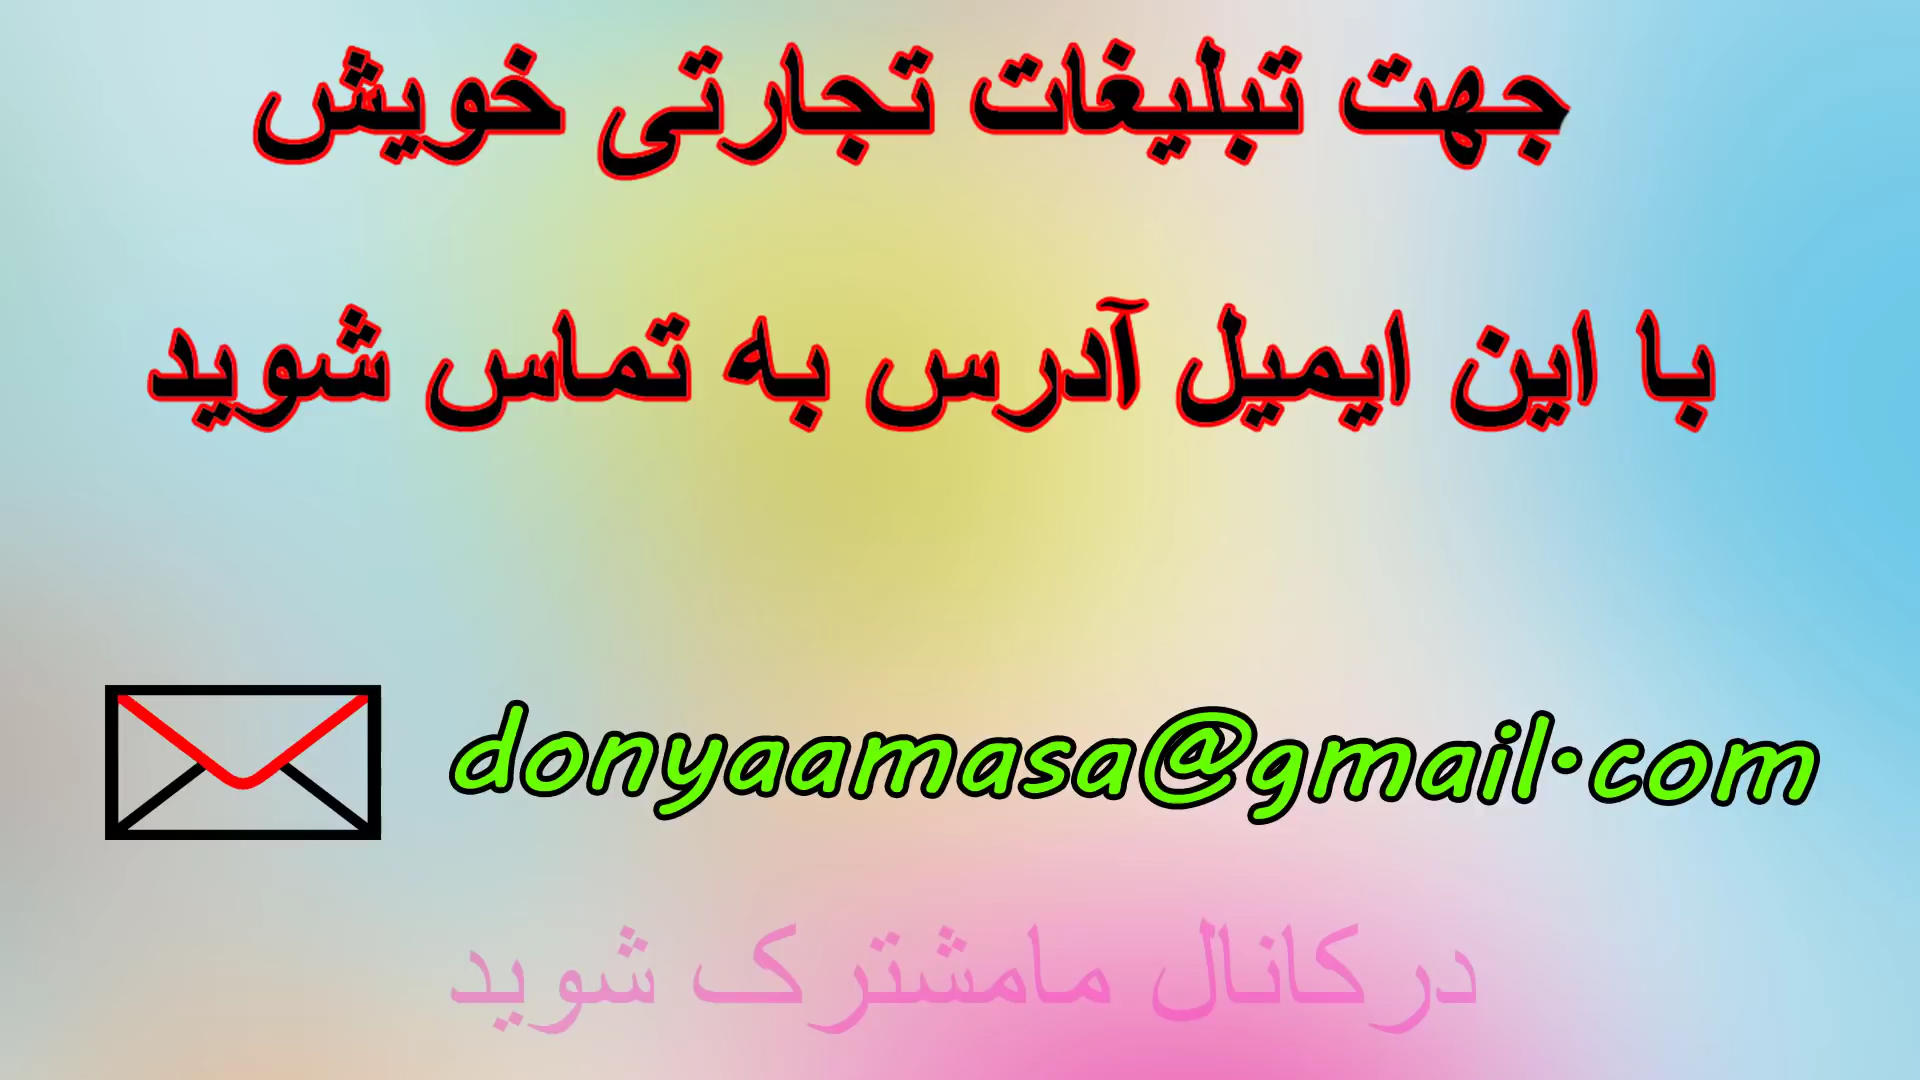 جهت تبلیغات تجارتی خویش
با این ایمیل آدرس به تماس شوید
donyaamasa@gmail.com
درکانال مامشترک شوید